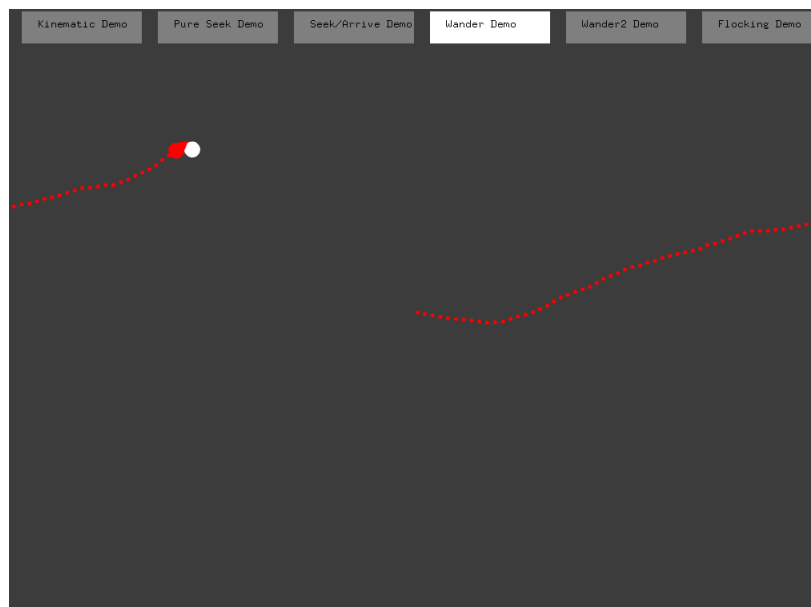 Kinematic Demo
Pure Seek Demo
Seek/Arrive Demo
Wander Demo
Wander2 Demo
Flocking Demo